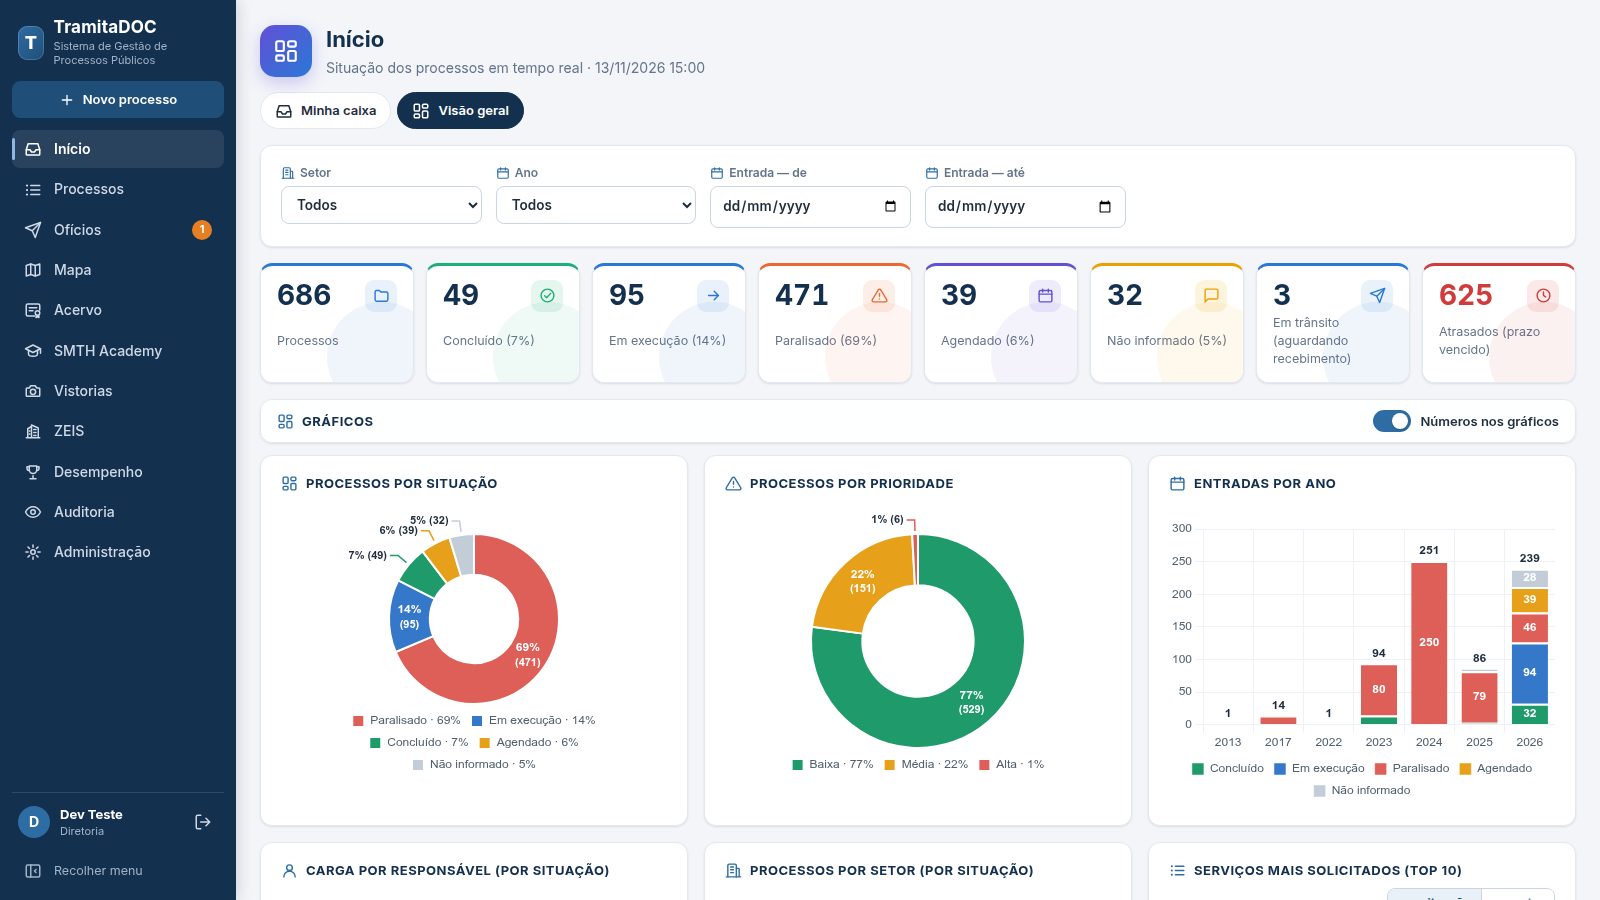 T
TramitaDOC
Sistema de Gestão de
Processos Públicos
Novo processo
Início
Processos
Ofícios
1
Mapa
Acervo
SMTH Academy
Vistorias
ZEIS
Desempenho
Auditoria
Administração
D
Dev Teste
Diretoria
Recolher menu
Início
Situação dos processos em tempo real · 13/11/2026 15:00
Minha caixa
Visão geral
Setor
Ano
Entrada — de
Entrada — até
Todos
Todos
dd/mm/yyyy
dd/mm/yyyy
686
Processos
49
Concluído (7%)
95
Em execução (14%)
471
Paralisado (69%)
39
Agendado (6%)
32
Não informado (5%)
3
Em trânsito
(aguardando
recebimento)
625
Atrasados (prazo
vencido)
GRÁFICOS
Números nos gráficos
PROCESSOS POR SITUAÇÃO
5% (32)
6% (39)
7% (49)
14%
(95)
69%
(471)
Paralisado · 69%
Em execução · 14%
Concluído · 7%
Agendado · 6%
Não informado · 5%
PROCESSOS POR PRIORIDADE
1% (6)
22%
(151)
77%
(529)
Baixa · 77%
Média · 22%
Alta · 1%
ENTRADAS POR ANO
300
250
200
150
100
50
0
1
14
1
94
80
251
250
86
79
239
28
39
46
94
32
2013
2017
2022
2023
2024
2025
2026
Concluído
Em execução
Paralisado
Agendado
Não informado
CARGA POR RESPONSÁVEL (POR SITUAÇÃO)
PROCESSOS POR SETOR (POR SITUAÇÃO)
SERVIÇOS MAIS SOLICITADOS (TOP 10)